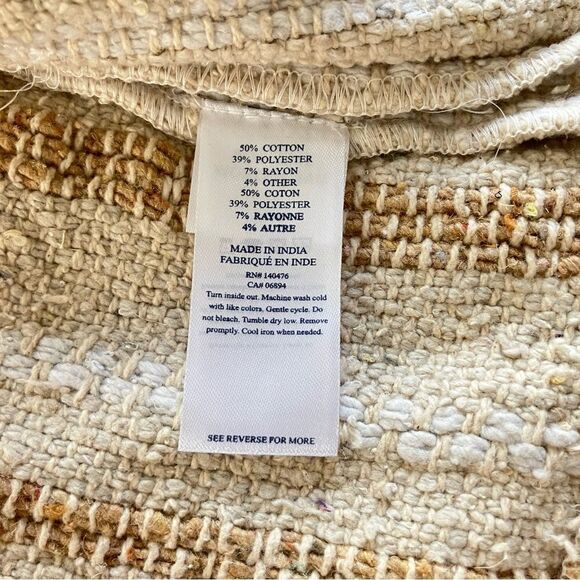 50% COTTON
39% POLYESTER
7% RAYON
4% OTHER
50% COTON
39% POLYESTER
7% RAYONNE
4% AUTRE
MADE IN INDIA
FABRIQUÉ EN INDE
RN# 140476
CA# 06894
Turn inside out. Machine wash cold
with like colors. Gentle cycle. Do
not bleach. Tumble dry low. Remove
promptly. Cool iron when needed.
SEE REVERSE FOR MORE